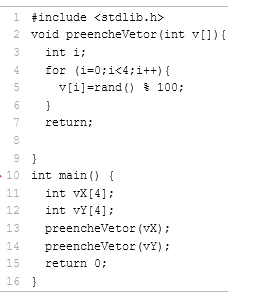 1 #include <stdlib.h>
2 void preencheVetor(int v[]){
3   int i;
4   for (i=0;i<4;i++){
5     v[i]=rand() % 100;
6   }
7   return;
8
9 }
10 int main() {
11   int vX[4];
12   int vY[4];
13   preencheVetor(vX);
14   preencheVetor(vY);
15   return 0;
16 }